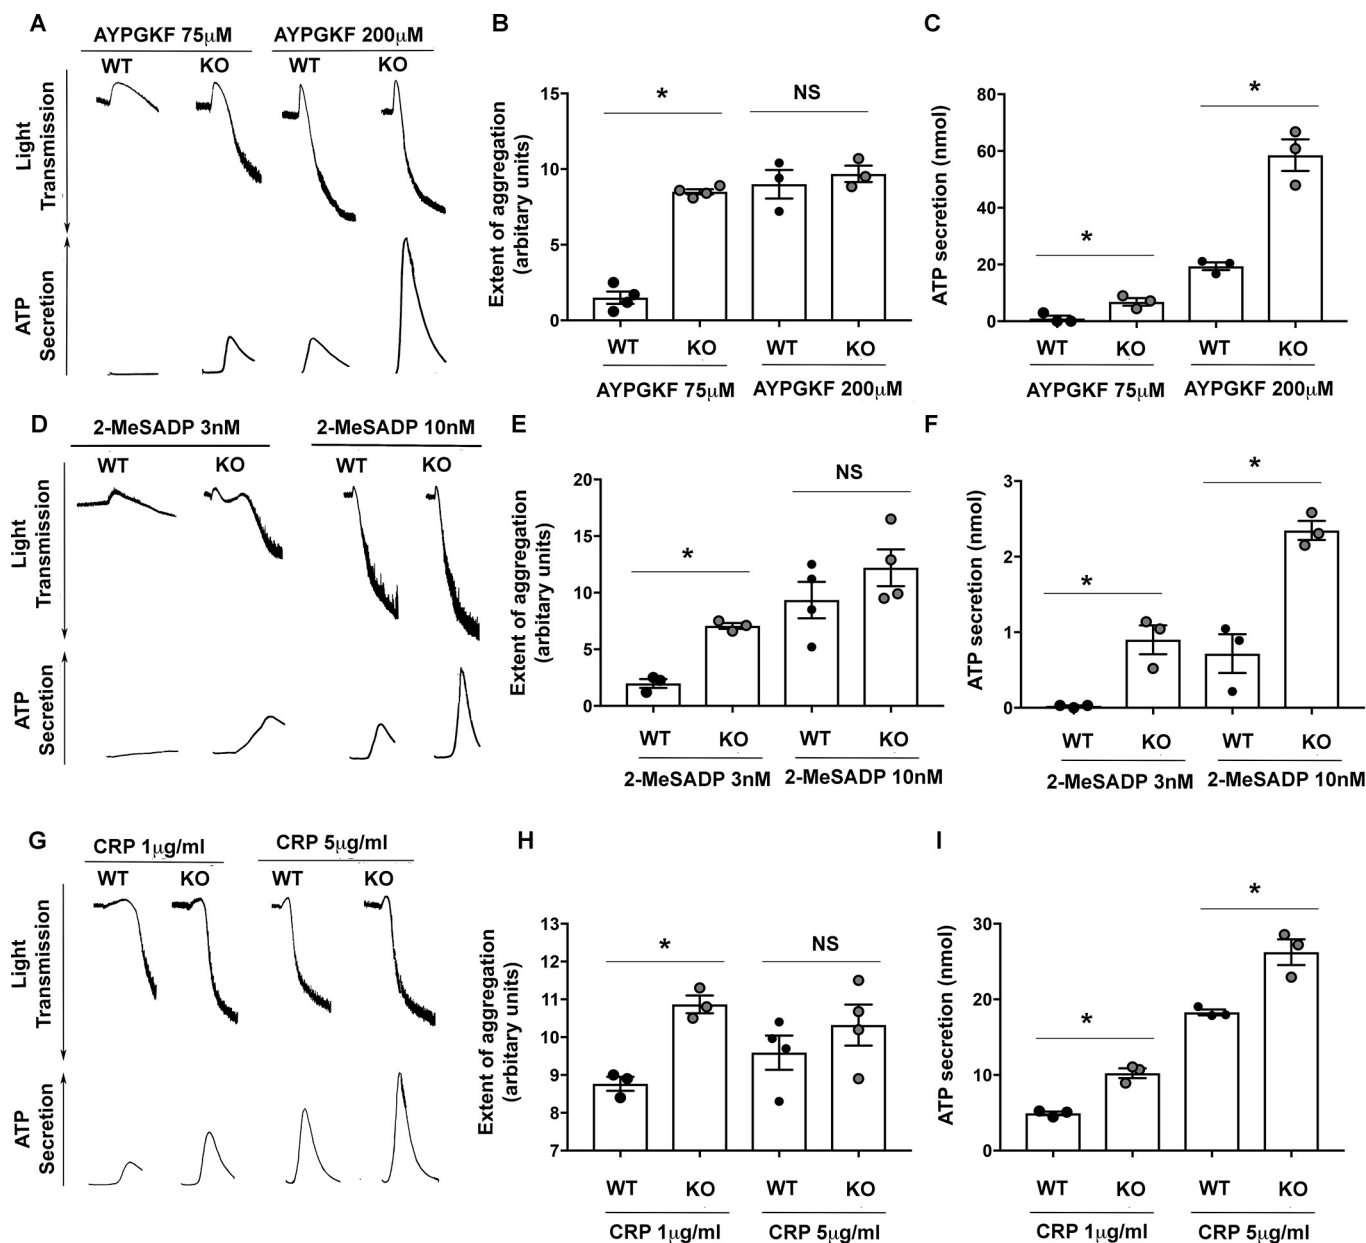 A
AYPGKF 75μM
AYPGKF 200μM
WT
KO
WT
KO
Light
Transmission
ATP
Secretion
B
Extent of aggregation
(arbitary units)
15
10
5
0
*
NS
WT
KO
WT
KO
AYPGKF 75μM
AYPGKF 200μM
C
ATP secretion (nmol)
80
60
40
20
0
*
*
WT
KO
WT
KO
AYPGKF 75μM
AYPGKF 200μM
D
2-MeSADP 3nM
2-MeSADP 10nM
WT
KO
WT
KO
Light
Transmission
ATP
Secretion
E
Extent of aggregation
(arbitary units)
20
15
10
5
0
*
NS
WT
KO
WT
KO
2-MeSADP 3nM
2-MeSADP 10nM
F
ATP secretion (nmol)
3
2
1
0
*
*
WT
KO
WT
KO
2-MeSADP 3nM
2-MeSADP 10nM
G
CRP 1μg/ml
CRP 5μg/ml
WT
KO
WT
KO
Light
Transmission
ATP
Secretion
H
Extent of aggregation
(arbitary units)
13
12
11
10
9
8
7
*
NS
WT
KO
WT
KO
CRP 1μg/ml
CRP 5μg/ml
I
ATP secretion (nmol)
30
20
10
0
*
*
WT
KO
WT
KO
CRP 1μg/ml
CRP 5μg/ml